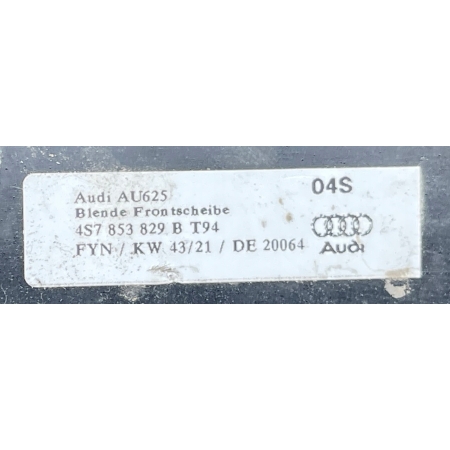 04S
Audi AU625
Blende Frontscheibe
4S7 853 829 B T94
FYN / KW 43/21 / DE 20064
Audi